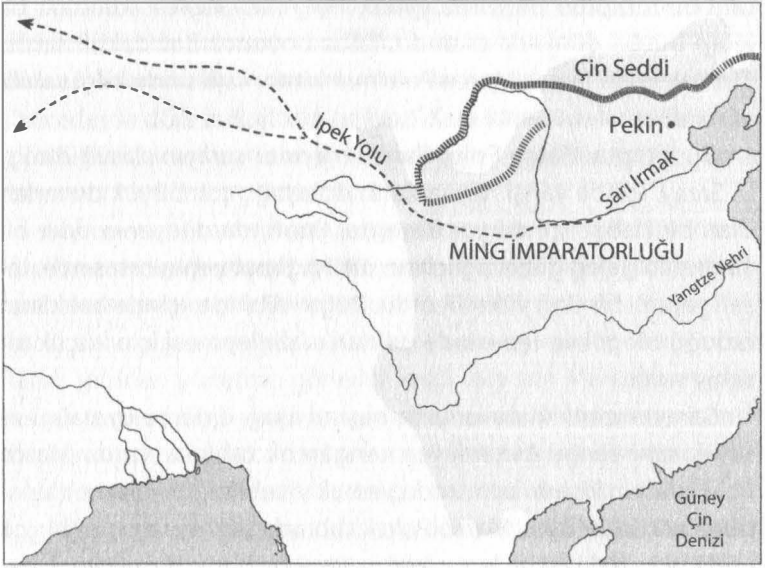 Çin Seddi
Pekin
İpek Yolu
Sarı Irmak
MİNG İMPARATORLUĞU
Yangtze Nehri
Güney
Çin
Denizi